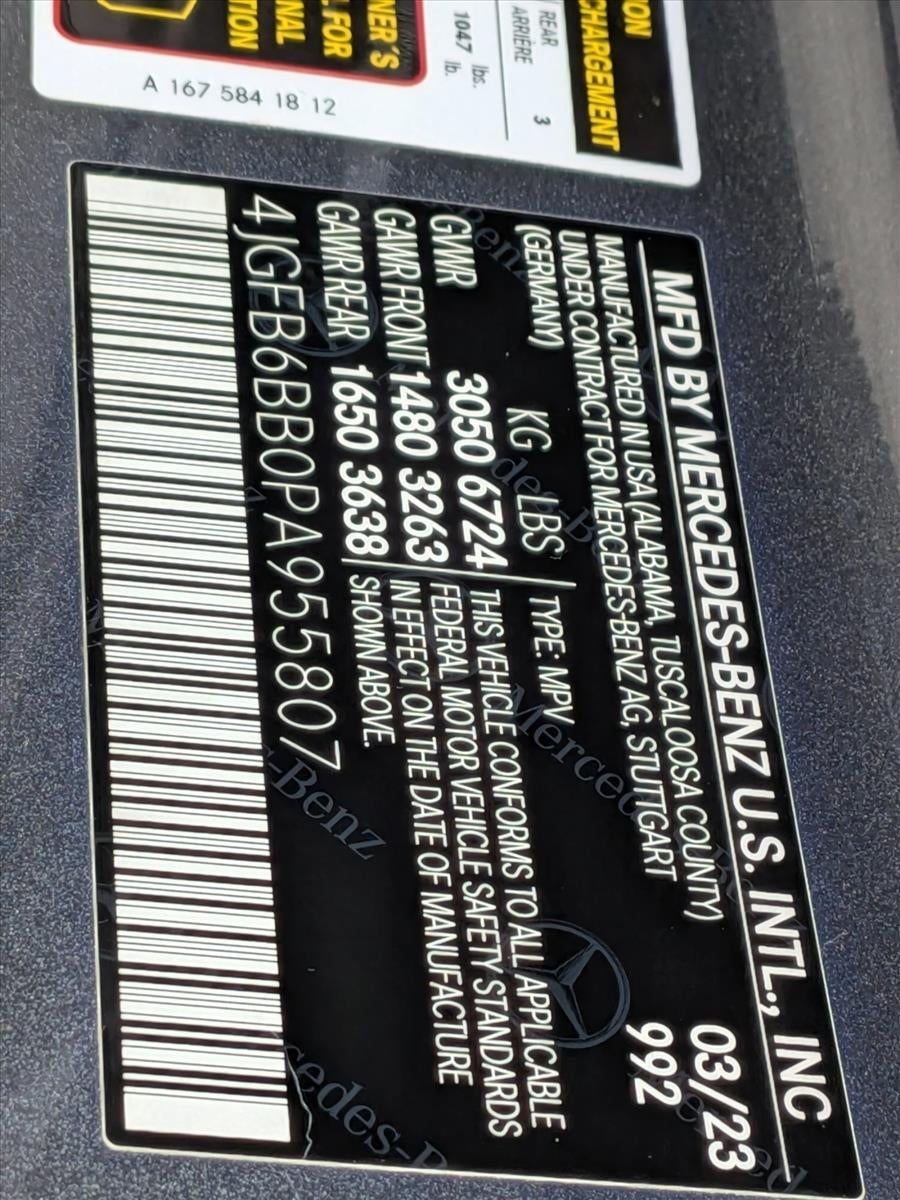 ON
CHARGEMENT
REAR
ARRIÈRE
3
1047 lbs.
lb.
NER'S
L FOR
NAL
TION
A 167 584 18 12
MFD BY MERCEDES-BENZ U.S. INTL., INC
MANUFACTURED IN USA (ALABAMA, TUSCALOOSA COUNTY) 03/23
UNDER CONTRACT FOR MERCEDES-BENZ AG, STUTTGART 992
(GERMANY)
KG LBS TYPE: MPV
GVWR 3050 6724 THIS VEHICLE CONFORMS TO ALL APPLICABLE
GAWR FRONT 1480 3263 FEDERAL MOTOR VEHICLE SAFETY STANDARDS
GAWR REAR 1650 3638 IN EFFECT ON THE DATE OF MANUFACTURE
SHOWN ABOVE.
4JGFB6BB0PA955807